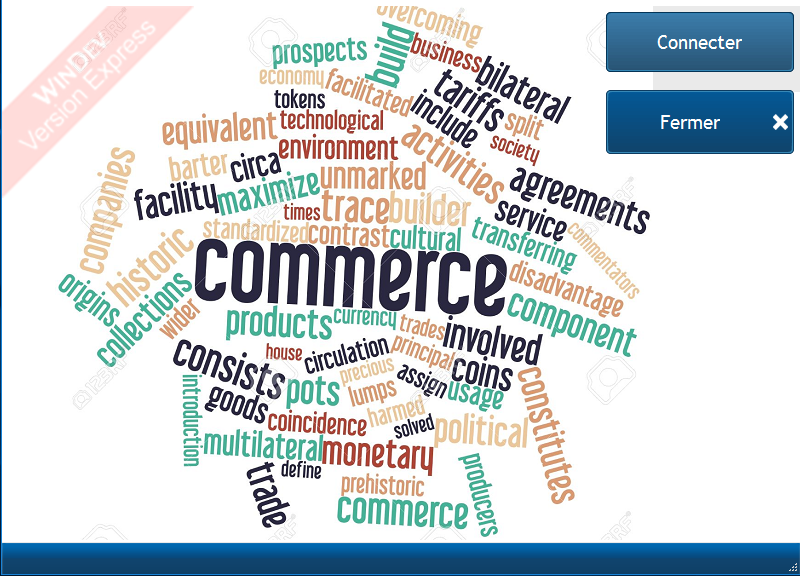 WINDEV
Version Express
Connecter
Fermer
overcoming
build
prospects
business
economy
facilitated
bilateral
tariffs
tokens
include
split
equivalent
technological
society
environment
activities
companies
barter
circa
unmarked
agreements
facility
maximize
times
trace
builder
service
commentators
standardized
contrast
cultural
transferring
historic
commerce
disadvantage
origins
collections
wider
component
products
currency
trades
involved
house
circulation
principal
consists
precious
coins
introduction
pots
lumps
assign
usage
constitutes
goods
coincidence
harmed
solved
political
multilateral
monetary
trade
define
prehistoric
producers
commerce